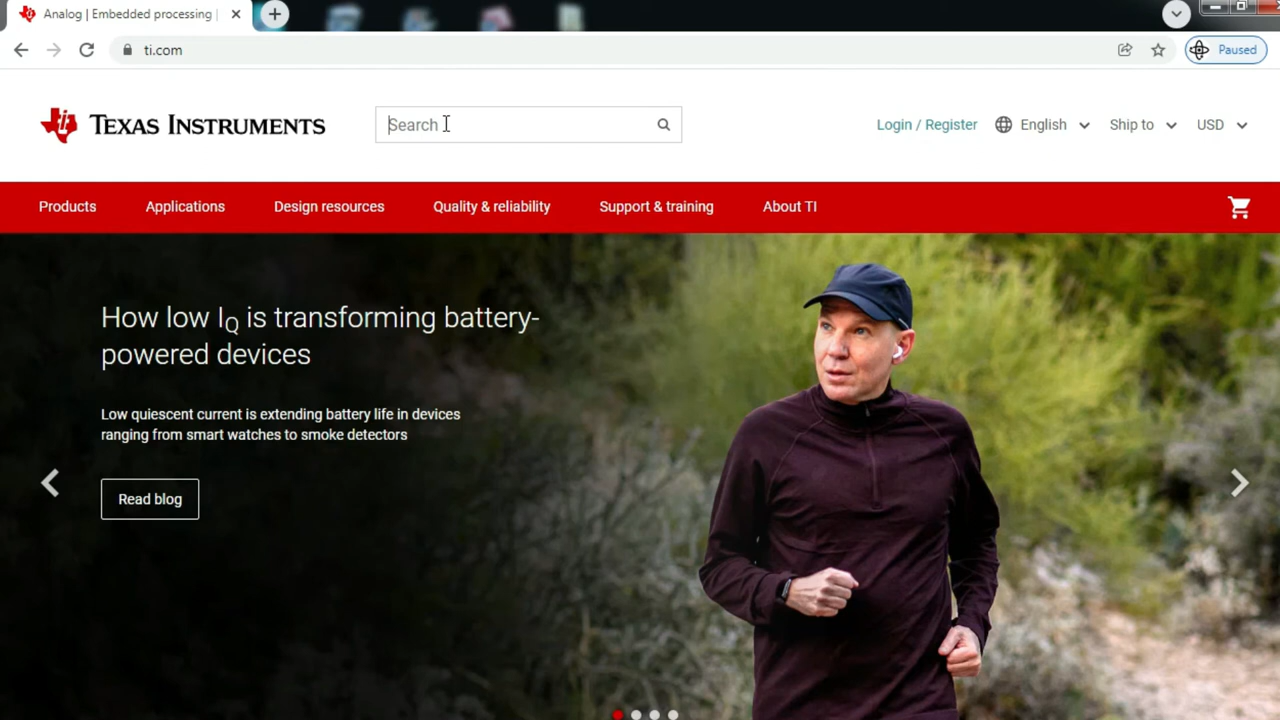 Analog | Embedded processing |
ti.com
Paused
TEXAS INSTRUMENTS
Search
Login / Register
English
Ship to
USD
Products
Applications
Design resources
Quality & reliability
Support & training
About TI
How low IQ is transforming battery-
powered devices
Low quiescent current is extending battery life in devices
ranging from smart watches to smoke detectors
Read blog